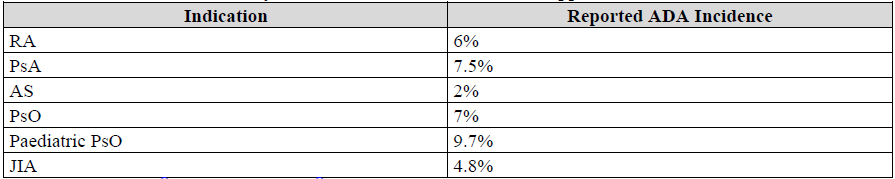 Indication Reported ADA Incidence
RA 6%
PsA 7.5%
AS 2%
PsO 7%
Paediatric PsO 9.7%
JIA 4.8%